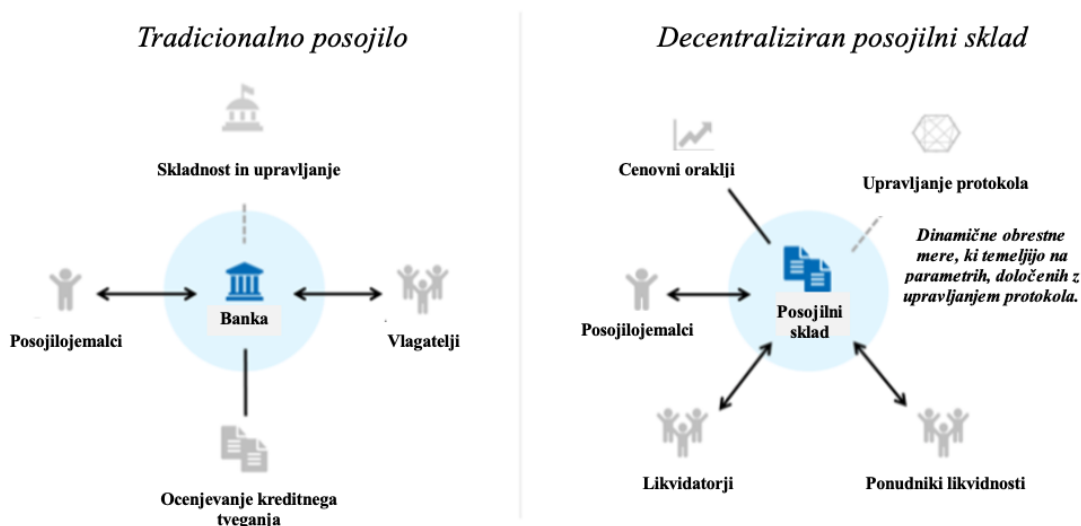 Tradicionalno posojilo
Skladnost in upravljanje
Posojilojemalci
Banka
Vlagatelji
Ocenjevanje kreditnega
tveganja
Decentraliziran posojilni sklad
Cenovni oraklji
Upravljanje protokola
Dinamične obrestne
mere, ki temeljijo na
parametrih, določenih z
upravljanjem protokola.
Posojilojemalci
Posojilni
sklad
Likvidatorji
Ponudniki likvidnosti